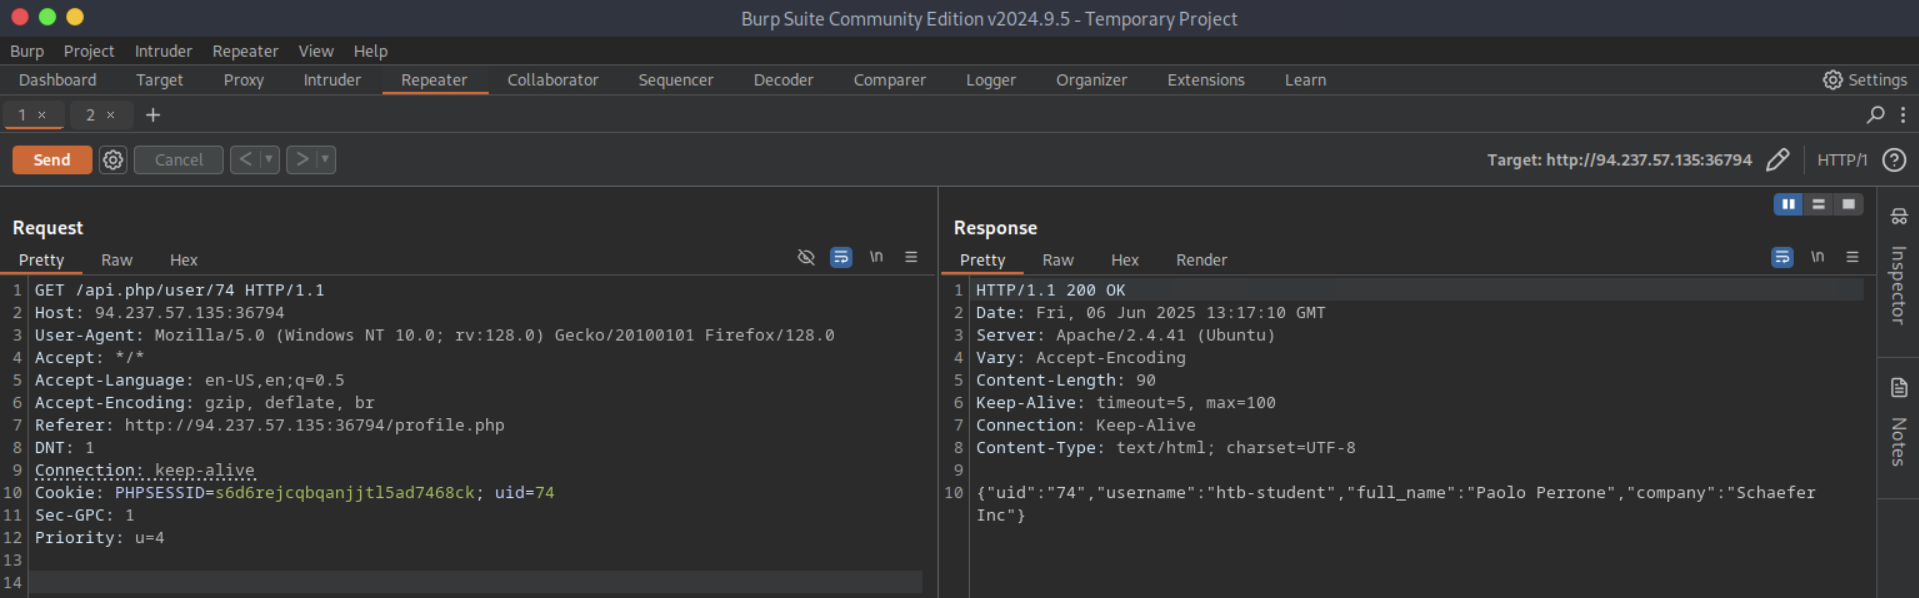 Burp Suite Community Edition v2024.9.5 - Temporary Project
Burp Project Intruder Repeater View Help
Dashboard Target Proxy Intruder Repeater Collaborator Sequencer Decoder Comparer Logger Organizer Extensions Learn Settings
1 × 2 × +
Send Cancel < > Target: http://94.237.57.135:36794 HTTP/1 ?
Request
Pretty Raw Hex \n
1 GET /api.php/user/74 HTTP/1.1
2 Host: 94.237.57.135:36794
3 User-Agent: Mozilla/5.0 (Windows NT 10.0; rv:128.0) Gecko/20100101 Firefox/128.0
4 Accept: */*
5 Accept-Language: en-US,en;q=0.5
6 Accept-Encoding: gzip, deflate, br
7 Referer: http://94.237.57.135:36794/profile.php
8 DNT: 1
9 Connection: keep-alive
10 Cookie: PHPSESSID=s6d6rejcqbqanjjtl5ad7468ck; uid=74
11 Sec-GPC: 1
12 Priority: u=4
13
14
Response
Pretty Raw Hex Render \n
1 HTTP/1.1 200 OK
2 Date: Fri, 06 Jun 2025 13:17:10 GMT
3 Server: Apache/2.4.41 (Ubuntu)
4 Vary: Accept-Encoding
5 Content-Length: 90
6 Keep-Alive: timeout=5, max=100
7 Connection: Keep-Alive
8 Content-Type: text/html; charset=UTF-8
9
10 {"uid":"74","username":"htb-student","full_name":"Paolo Perrone","company":"Schaefer
Inc"}
Inspector
Notes